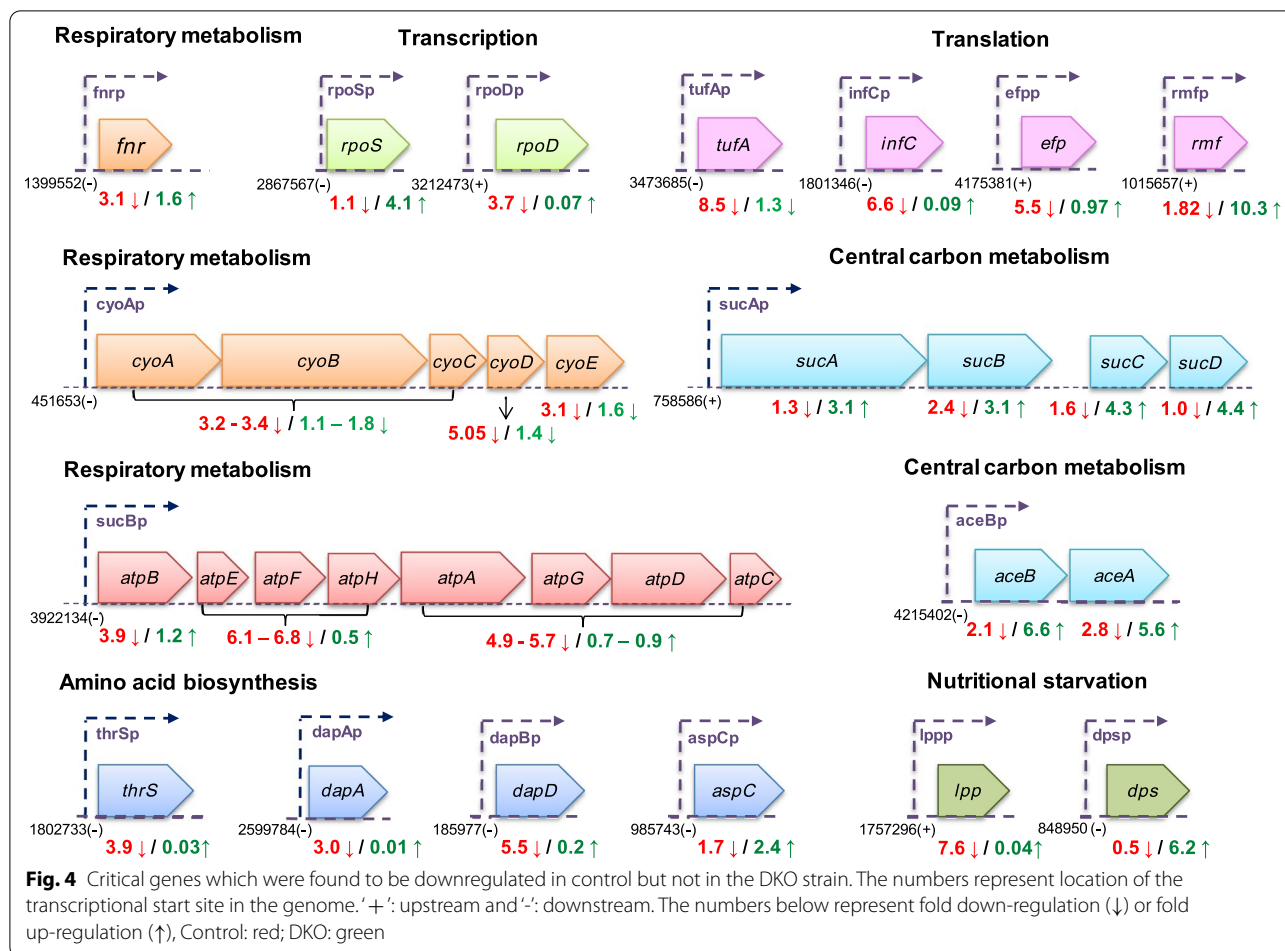 Respiratory metabolism
Transcription
Translation
fnrp
rpoSp
rpoDp
tufAp
infCp
efpp
rmfp
fnr
rpoS
rpoD
tufA
infC
efp
rmf
1399552(-)
2867567(-)
3212473(+)
3473685(-)
1801346(-)
4175381(+)
1015657(+)
3.1 ↓ / 1.6 ↑
1.1 ↓ / 4.1 ↑
3.7 ↓ / 0.07 ↑
8.5 ↓ / 1.3 ↓
6.6 ↓ / 0.09 ↑
5.5 ↓ / 0.97 ↑
1.82 ↓ / 10.3 ↑
Respiratory metabolism
Central carbon metabolism
cyoAp
sucAp
cyoA
cyoB
cyoC
cyoD
cyoE
sucA
sucB
sucC
sucD
451653(-)
758586(+)
3.2 - 3.4 ↓ / 1.1 – 1.8 ↓
5.05 ↓ / 1.4 ↓
3.1 ↓ / 1.6 ↓
1.3 ↓ / 3.1 ↑
2.4 ↓ / 3.1 ↑
1.6 ↓ / 4.3 ↑
1.0 ↓ / 4.4 ↑
Respiratory metabolism
Central carbon metabolism
sucBp
aceBp
atpB
atpE
atpF
atpH
atpA
atpG
atpD
atpC
aceB
aceA
3922134(-)
4215402(-)
3.9 ↓ / 1.2 ↑
6.1 – 6.8 ↓ / 0.5 ↑
4.9 - 5.7 ↓ / 0.7 – 0.9 ↑
2.1 ↓ / 6.6 ↑
2.8 ↓ / 5.6 ↑
Amino acid biosynthesis
Nutritional starvation
thrSp
dapAp
dapBp
aspCp
lppp
dpsp
thrS
dapA
dapD
aspC
lpp
dps
1802733(-)
2599784(-)
185977(-)
985743(-)
1757296(+)
848950 (-)
3.9 ↓ / 0.03↑
3.0 ↓ / 0.01↑
5.5 ↓ / 0.2 ↑
1.7 ↓ / 2.4 ↑
7.6 ↓ / 0.04↑
0.5 ↓ / 6.2 ↑
Fig. 4 Critical genes which were found to be downregulated in control but not in the DKO strain. The numbers represent location of the
transcriptional start site in the genome. ‘+’: upstream and ‘-’: downstream. The numbers below represent fold down-regulation (↓) or fold
up-regulation (↑), Control: red; DKO: green